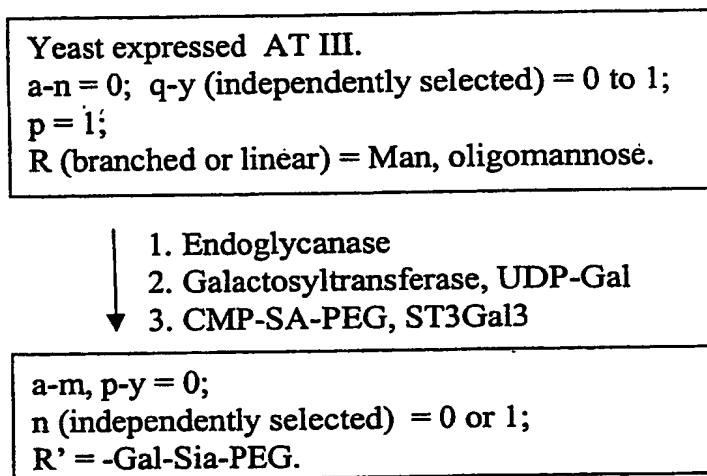 Yeast expressed AT III.
a-n = 0; q-y (independently selected) = 0 to 1;
p = 1;
R (branched or linear) = Man, oligomannose.
1. Endoglycanase
2. Galactosyltransferase, UDP-Gal
3. CMP-SA-PEG, ST3Gal3
a-m, p-y = 0;
n (independently selected) = 0 or 1;
R' = -Gal-Sia-PEG.